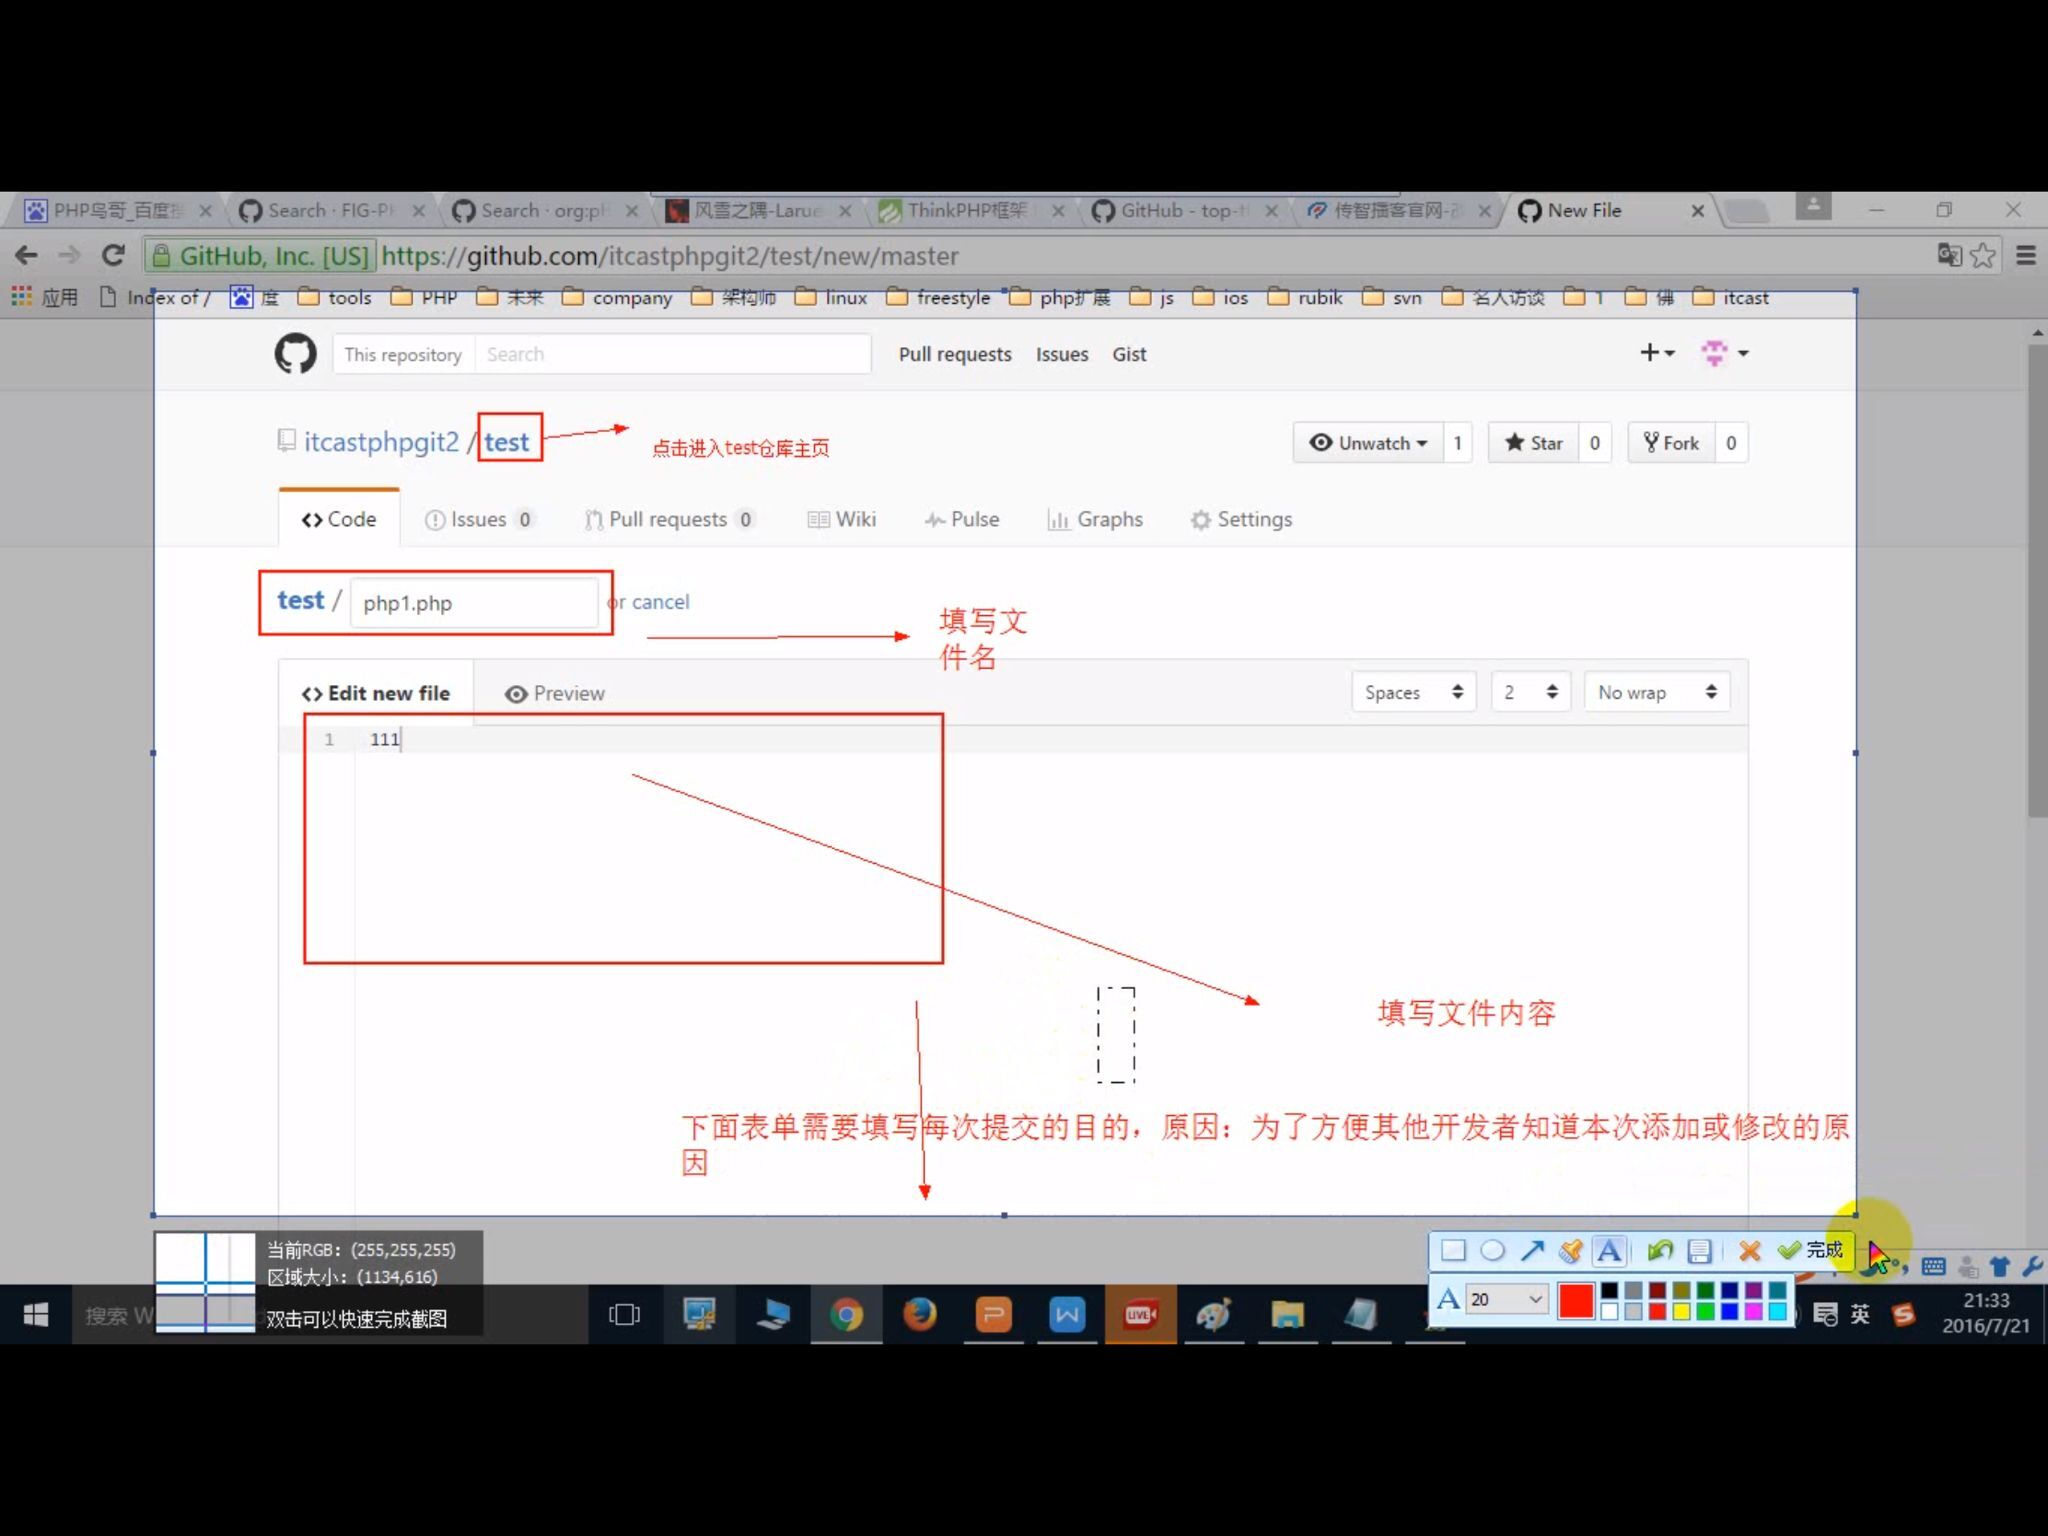 PHP鸟哥_百度搜
Search · FIG-PH
Search · org:ph
风雪之隅-Larue
ThinkPHP框架
GitHub - top-t
传智播客官网-
New File
GitHub, Inc. [US] https://github.com/itcastphpgit2/test/new/master
应用 Index of / 度 tools PHP 未来 company 架构师 linux freestyle php扩展 js ios rubik svn 名人访谈 1 佛 itcast
This repository Search Pull requests Issues Gist
itcastphpgit2 / test
点击进入test仓库主页
Unwatch 1 Star 0 Fork 0
Code Issues 0 Pull requests 0 Wiki Pulse Graphs Settings
test / php1.php or cancel
填写文
件名
Edit new file Preview Spaces 2 No wrap
1 111
填写文件内容
下面表单需要填写每次提交的目的，原因：为了方便其他开发者知道本次添加或修改的原
因
当前RGB：(255,255,255)
区域大小：(1134,616)
双击可以快速完成截图
A 完成
A 20
搜索 W
LIVE
英
21:33
2016/7/21